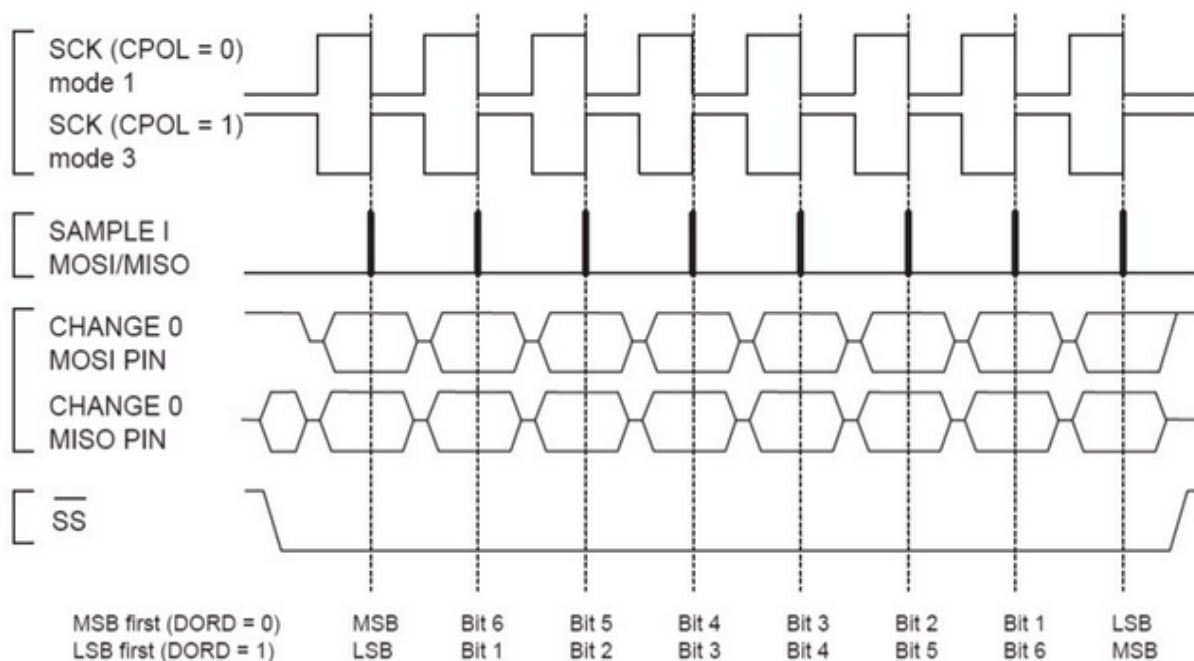 SCK (CPOL = 0)
mode 1
SCK (CPOL = 1)
mode 3
SAMPLE I
MOSI/MISO
CHANGE 0
MOSI PIN
CHANGE 0
MISO PIN
SS
MSB first (DORD = 0) MSB Bit 6 Bit 5 Bit 4 Bit 3 Bit 2 Bit 1 LSB
LSB first (DORD = 1) LSB Bit 1 Bit 2 Bit 3 Bit 4 Bit 5 Bit 6 MSB